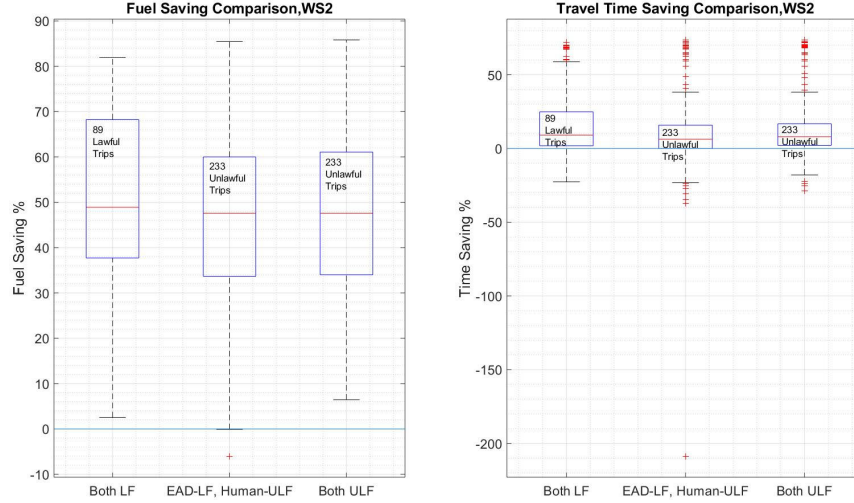 Fuel Saving Comparison,WS2
Fuel Saving %
90
80
70
60
50
40
30
20
10
0
-10
89
Lawful
Trips
233
Unlawful
Trips
233
Unlawful
Trips
Both LF
EAD-LF, Human-ULF
Both ULF
Travel Time Saving Comparison,WS2
Time Saving %
50
0
-50
-100
-150
-200
89
Lawful
Trips
233
Unlawful
Trips
233
Unlawful
Trips
Both LF
EAD-LF, Human-ULF
Both ULF